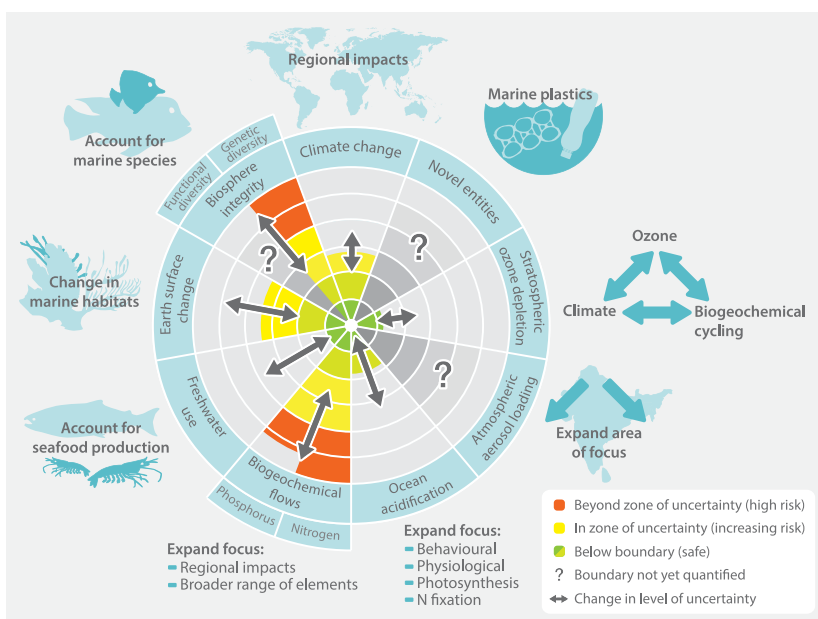 Regional impacts
Marine plastics
Account for
marine species
Functional
diversity
Genetic
diversity
Biosphere
integrity
Climate change
Novel entities
Stratospheric
ozone depletion
Atmospheric
aerosol loading
Ocean
acidification
Biogeochemical
flows
Phosphorus
Nitrogen
Freshwater
use
Earth surface
change
?
?
?
Change in
marine habitats
Account for
seafood production
Ozone
Climate
Biogeochemical
cycling
Expand area
of focus
Expand focus:
Regional impacts
Broader range of elements
Expand focus:
Behavioural
Physiological
Photosynthesis
N fixation
Beyond zone of uncertainty (high risk)
In zone of uncertainty (increasing risk)
Below boundary (safe)
? Boundary not yet quantified
Change in level of uncertainty